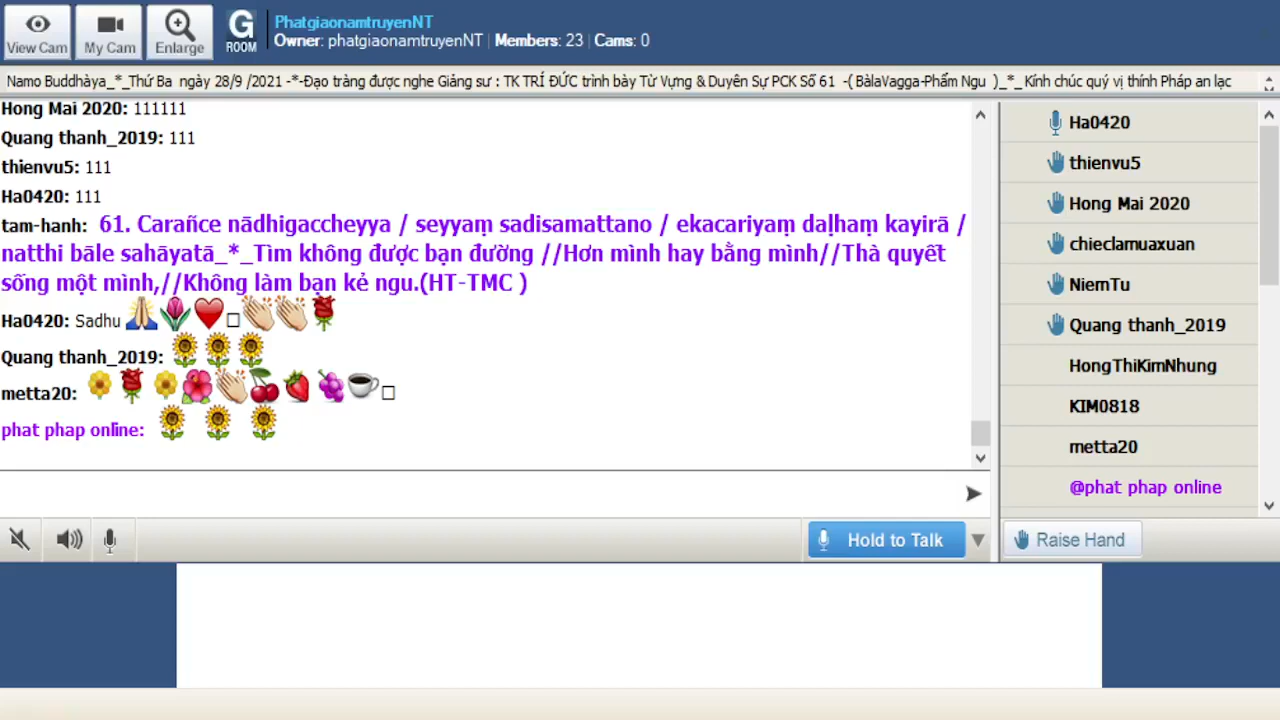 View Cam
My Cam
Enlarge
G
ROOM
PhatgiaonamtruyenNT
Owner: phatgiaonamtruyenNT | Members: 23 | Cams: 0
Namo Buddhàya_*_Thứ Ba ngày 28/9 /2021 -*-Đạo tràng được nghe Giảng sư : TK TRÍ ĐỨC trình bày Từ Vựng & Duyên Sự PCK Số 61 -( BàlaVagga-Phẩm Ngu )_*_ Kính chúc quý vị thính Pháp an lạc
Hong Mai 2020: 111111
Quang thanh_2019: 111
thienvu5: 111
Ha0420: 111
tam-hanh: 61. Carañce nādhigaccheyya / seyyaṃ sadisamattano / ekacariyaṃ daḷhaṃ kayirā /
natthi bāle sahāyatā_*_Tìm không được bạn đường //Hơn mình hay bằng mình//Thà quyết
sống một mình,//Không làm bạn kẻ ngu.(HT-TMC )
Ha0420: Sadhu
Quang thanh_2019:
metta20:
phat phap online:
Hold to Talk
Ha0420
thienvu5
Hong Mai 2020
chieclamuaxuan
NiemTu
Quang thanh_2019
HongThiKimNhung
KIM0818
metta20
@phat phap online
Raise Hand